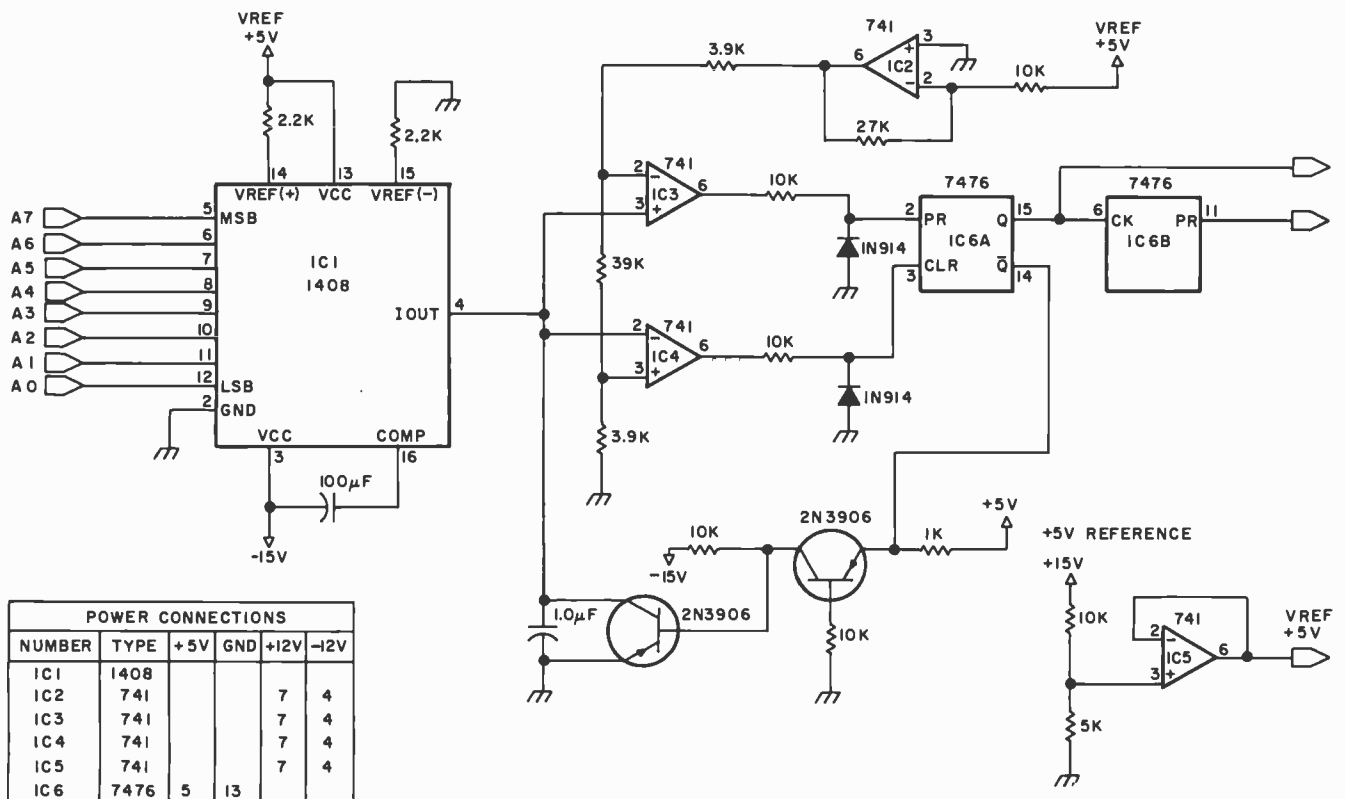 VREF
+5V
2.2K
2.2K
14
13
15
VREF(+)
VCC
VREF(-)
A7
5
MSB
A6
6
A5
7
A4
8
A3
9
A2
10
A1
11
A0
12
LSB
2
GND
IC1
1408
IOUT
4
VCC
COMP
3
16
100µF
-15V
741
3
+
IC2
6
2
-
3.9K
27K
10K
VREF
+5V
741
2
-
IC3
6
3
+
10K
1N914
39K
741
2
-
IC4
6
3
+
10K
1N914
3.9K
7476
2
PR
Q
15
IC6A
3
CLR
Q̅
14
7476
6
CK
PR
11
IC6B
2N3906
10K
-15V
1K
+5V
10K
1.0µF
2N3906
+5V REFERENCE
+15V
10K
741
2
-
IC5
6
3
+
5K
VREF
+5V
POWER CONNECTIONS
NUMBER TYPE +5V GND +12V -12V
IC1 1408
IC2 741 7 4
IC3 741 7 4
IC4 741 7 4
IC5 741 7 4
IC6 7476 5 13